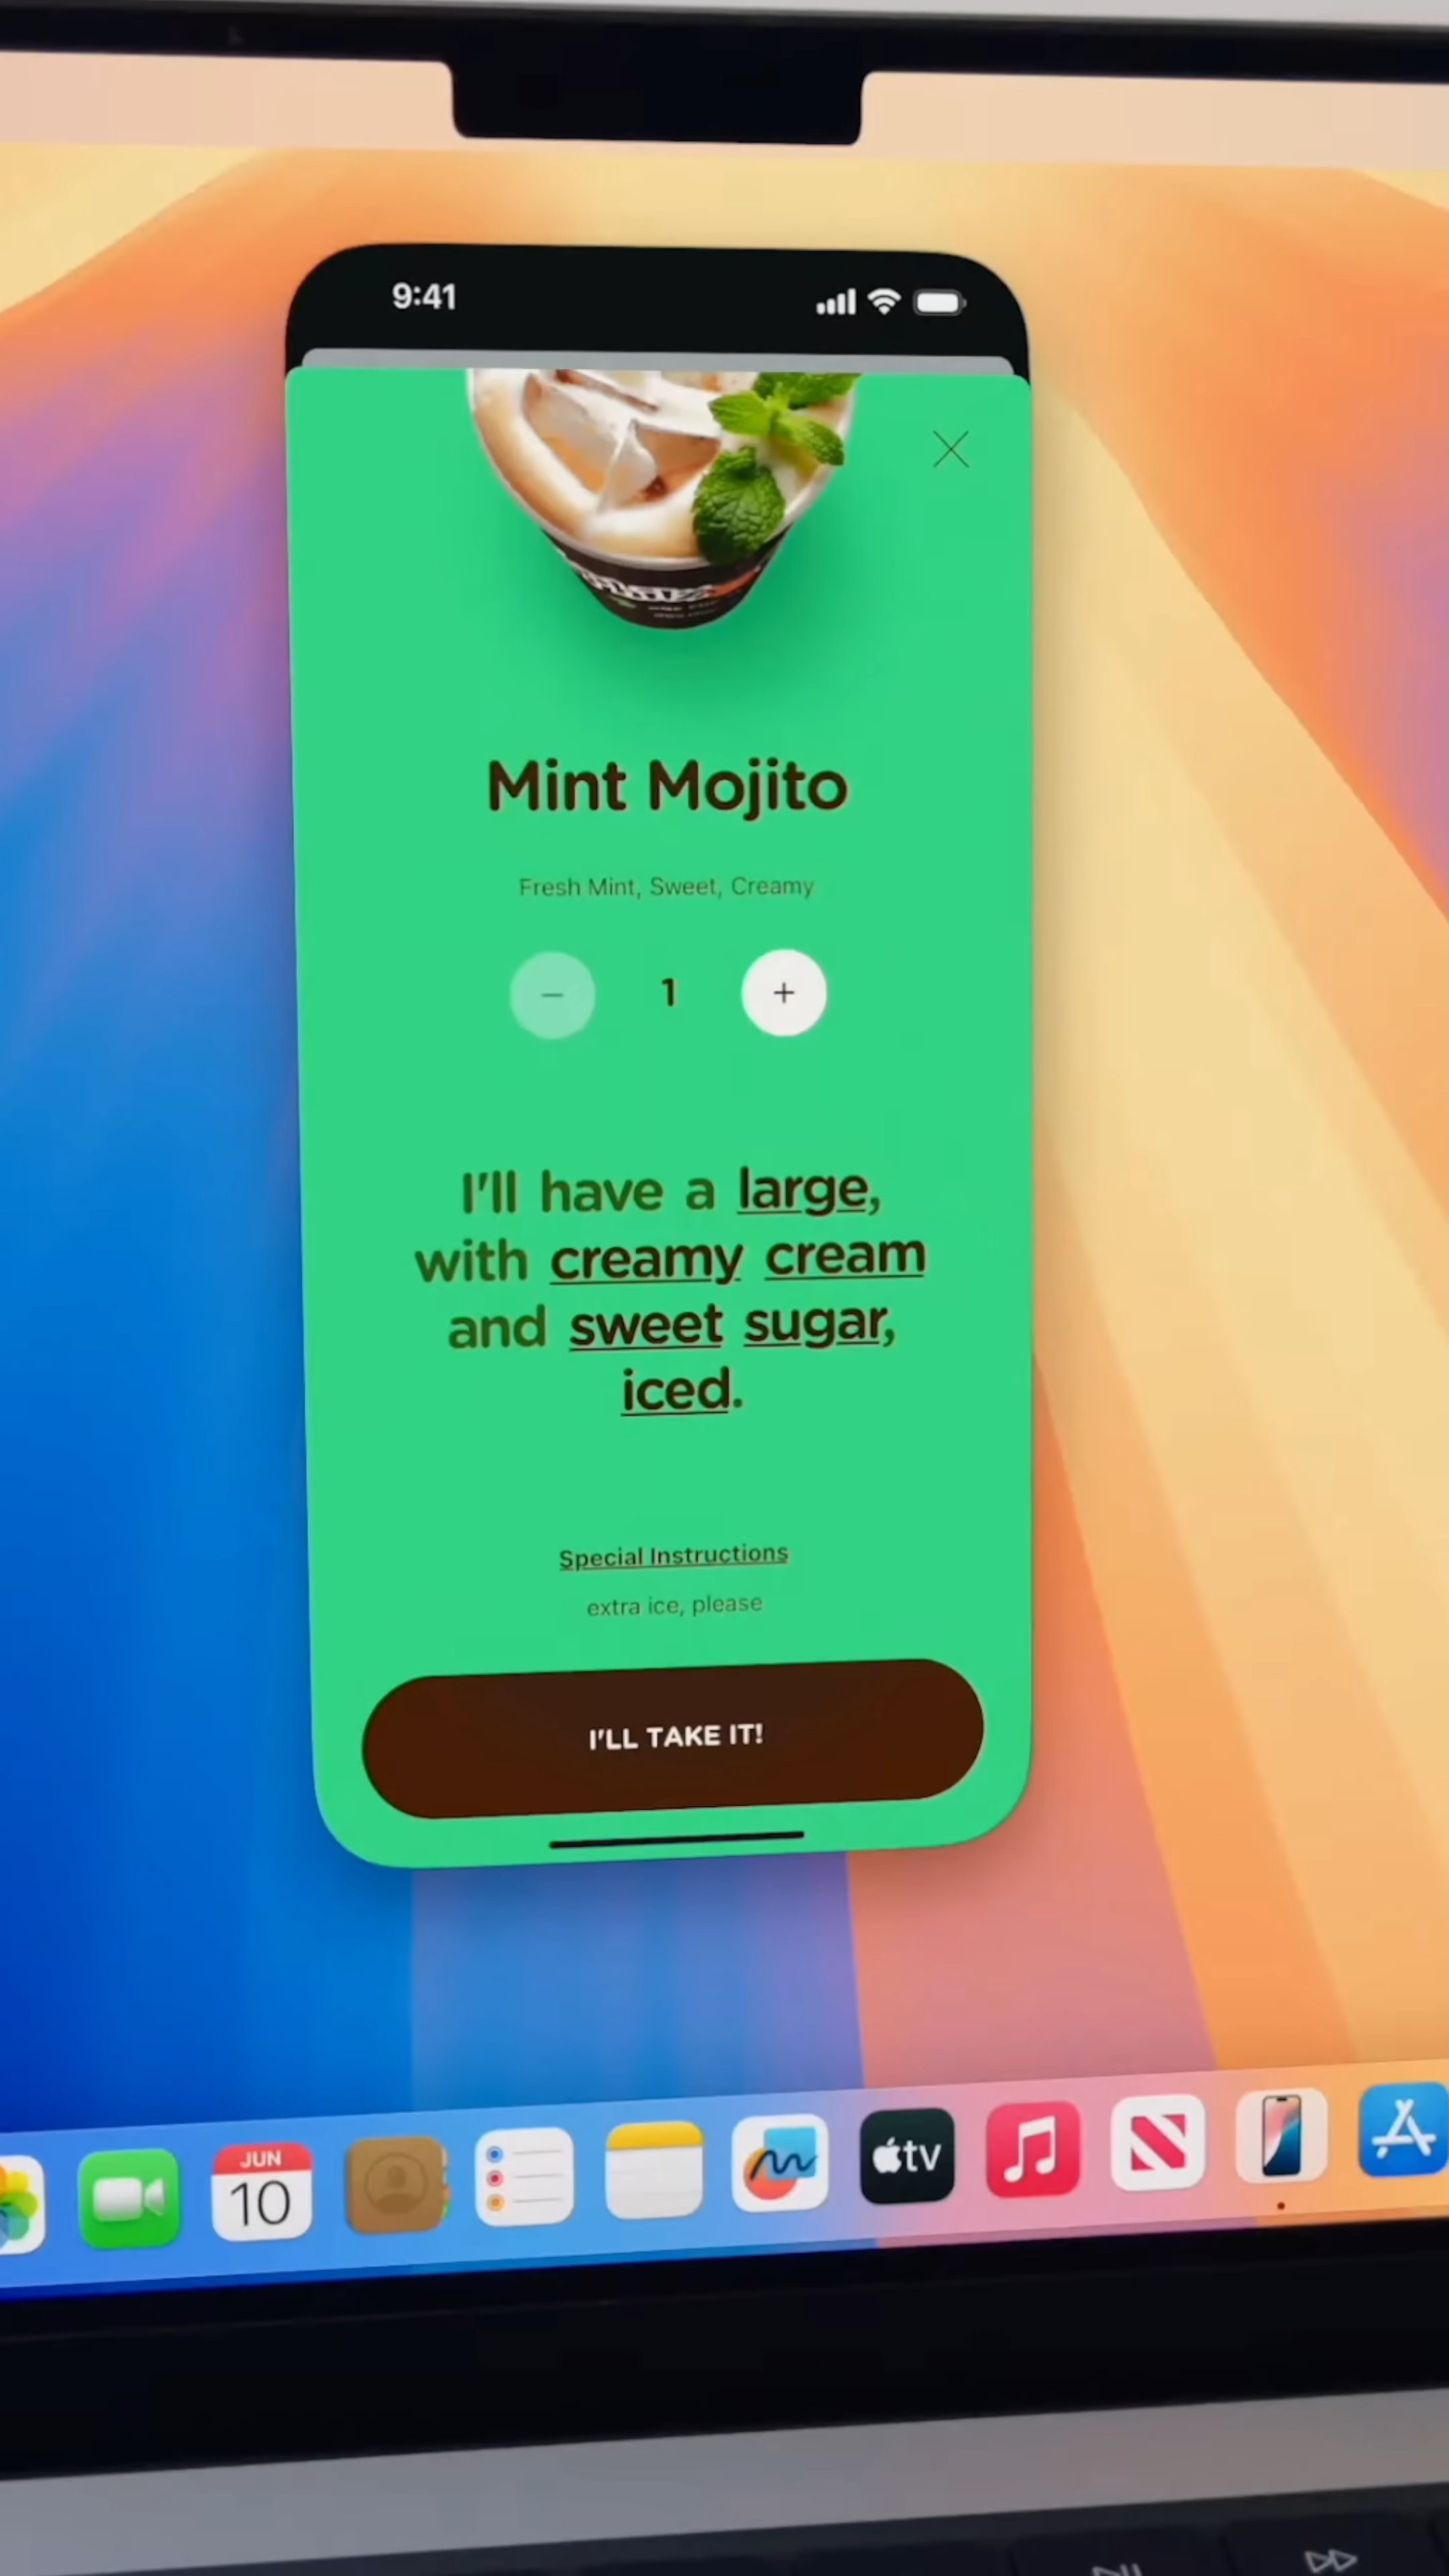 9:41
Mint Mojito
Fresh Mint, Sweet, Creamy
− 1 +
I'll have a large,
with creamy cream
and sweet sugar,
iced.
Special Instructions
extra ice, please
I'LL TAKE IT!
JUN
10
tv